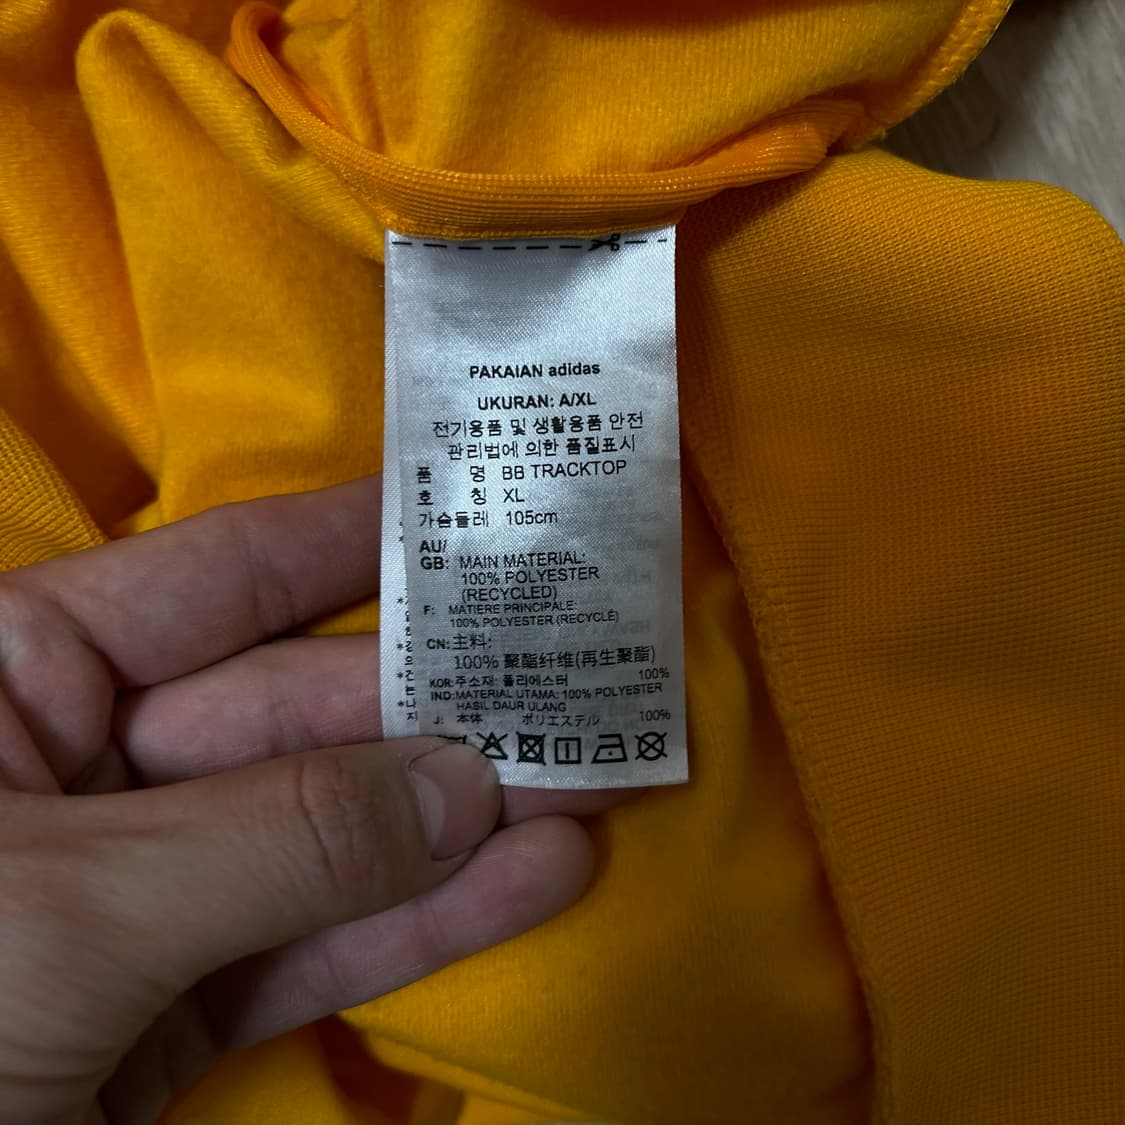 PAKAIAN adidas
UKURAN: A/XL
전기용품 및 생활용품 안전
관리법에 의한 품질표시
품 명 BB TRACKTOP
호 칭 XL
가슴둘레 105cm
AU/
GB: MAIN MATERIAL:
100% POLYESTER
(RECYCLED)
F: MATIERE PRINCIPALE:
100% POLYESTER (RECYCLÉ)
CN: 主料:
100% 聚酯纤维(再生聚酯)
KOR: 주소재: 폴리에스터 100%
IND: MATERIAL UTAMA: 100% POLYESTER
HASIL DAUR ULANG
J: 本体 ポリエステル 100%